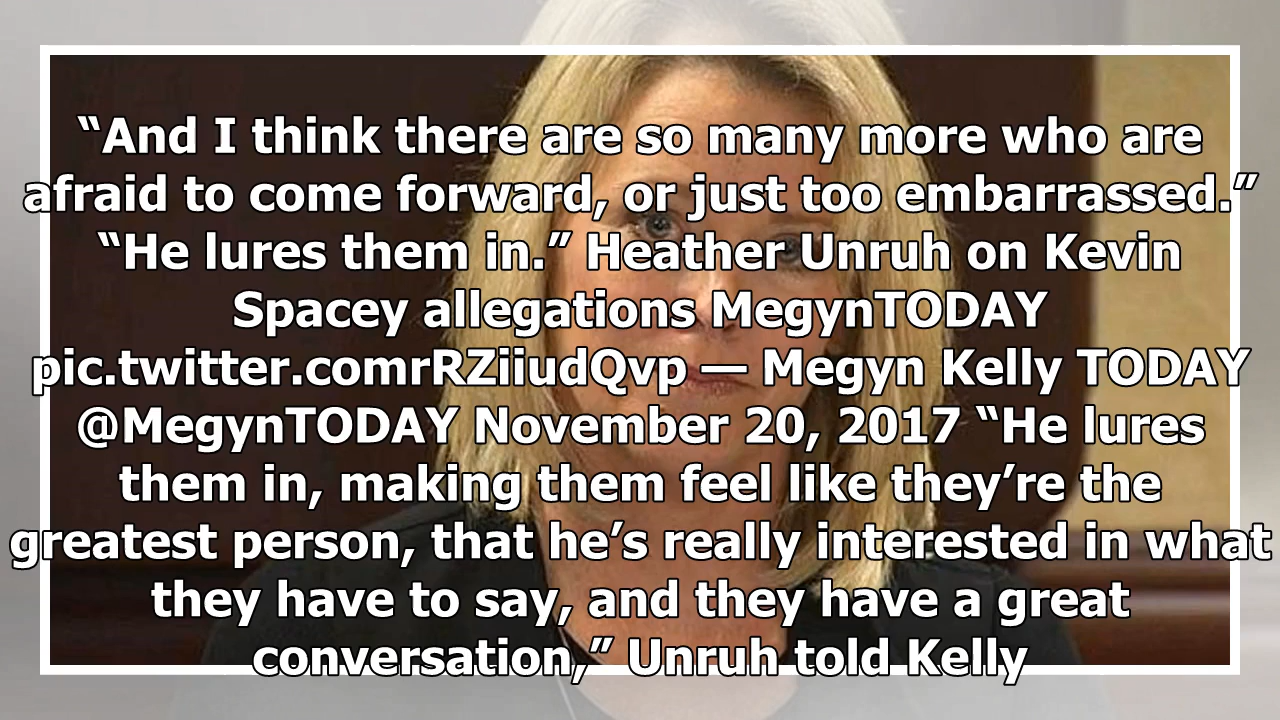 “And I think there are so many more who are
afraid to come forward, or just too embarrassed.”
“He lures them in.” Heather Unruh on Kevin
Spacey allegations MegynTODAY
pic.twitter.comrRZiiudQvp — Megyn Kelly TODAY
@MegynTODAY November 20, 2017 “He lures
them in, making them feel like they’re the
greatest person, that he’s really interested in what
they have to say, and they have a great
conversation,” Unruh told Kelly